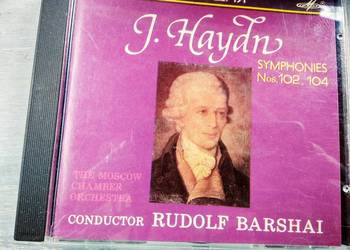 J. Haydn
SYMPHONIES
Nos. 102, 104
THE MOSCOW
CHAMBER
ORCHESTRA
CONDUCTOR RUDOLF BARSHAI